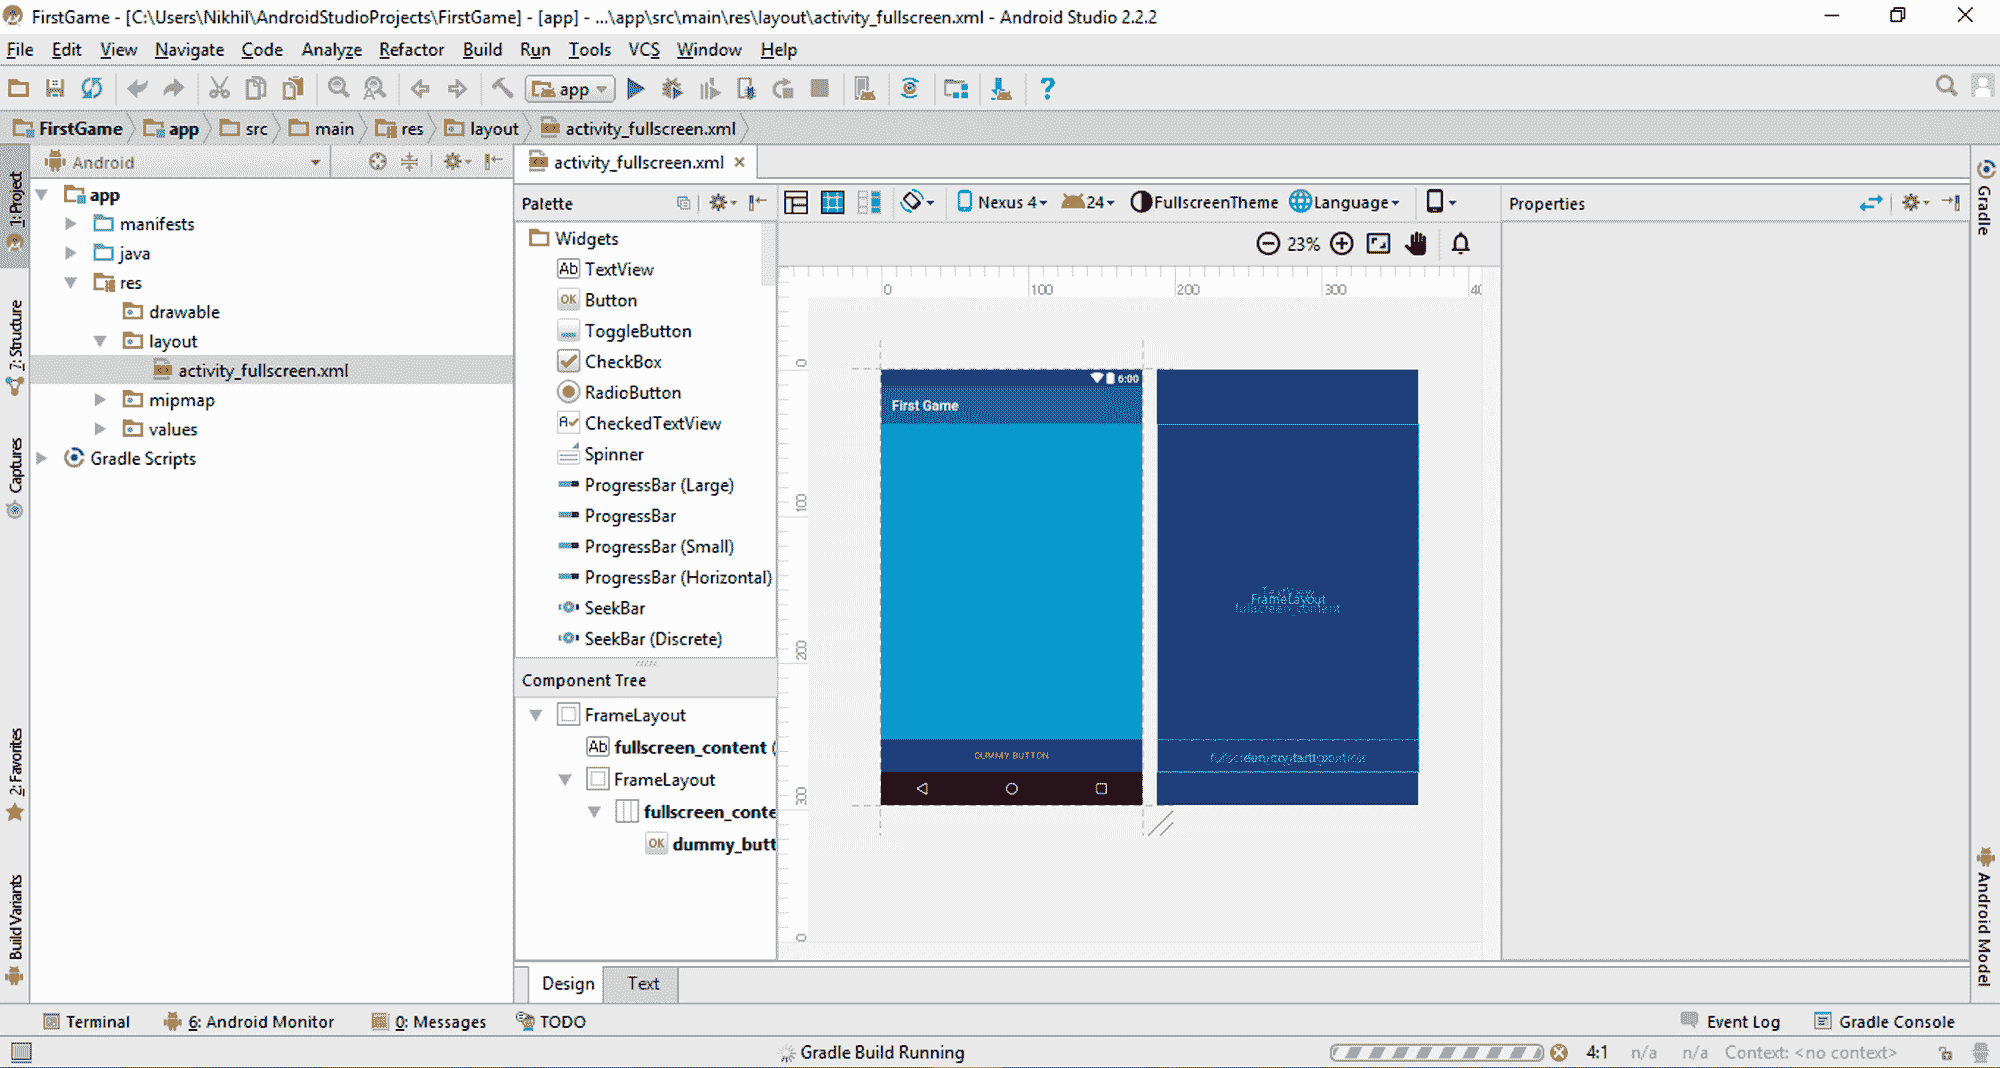 FirstGame - [C:\Users\Nikhil\AndroidStudioProjects\FirstGame] - [app] - ...\app\src\main\res\layout\activity_fullscreen.xml - Android Studio 2.2.2
File Edit View Navigate Code Analyze Refactor Build Run Tools VCS Window Help
app
FirstGame app src main res layout activity_fullscreen.xml
Android
activity_fullscreen.xml
1: Project
7: Structure
Captures
2: Favorites
Build Variants
app
manifests
java
res
drawable
layout
activity_fullscreen.xml
mipmap
values
Gradle Scripts
Palette
Widgets
Ab TextView
OK Button
ToggleButton
CheckBox
RadioButton
CheckedTextView
Spinner
ProgressBar (Large)
ProgressBar
ProgressBar (Small)
ProgressBar (Horizontal)
SeekBar
SeekBar (Discrete)
Component Tree
FrameLayout
Ab fullscreen_content (
FrameLayout
fullscreen_conte
OK dummy_butt
Nexus 4 24 FullscreenTheme Language
23%
0 100 200 300 40
0
100
200
300
0
6:00
First Game
DUMMY BUTTON
TextView
FrameLayout
fullscreen_content
Design Text
Properties
Gradle
Android Model
Terminal 6: Android Monitor 0: Messages TODO Event Log Gradle Console
Gradle Build Running 4:1 n/a n/a Context: <no context>